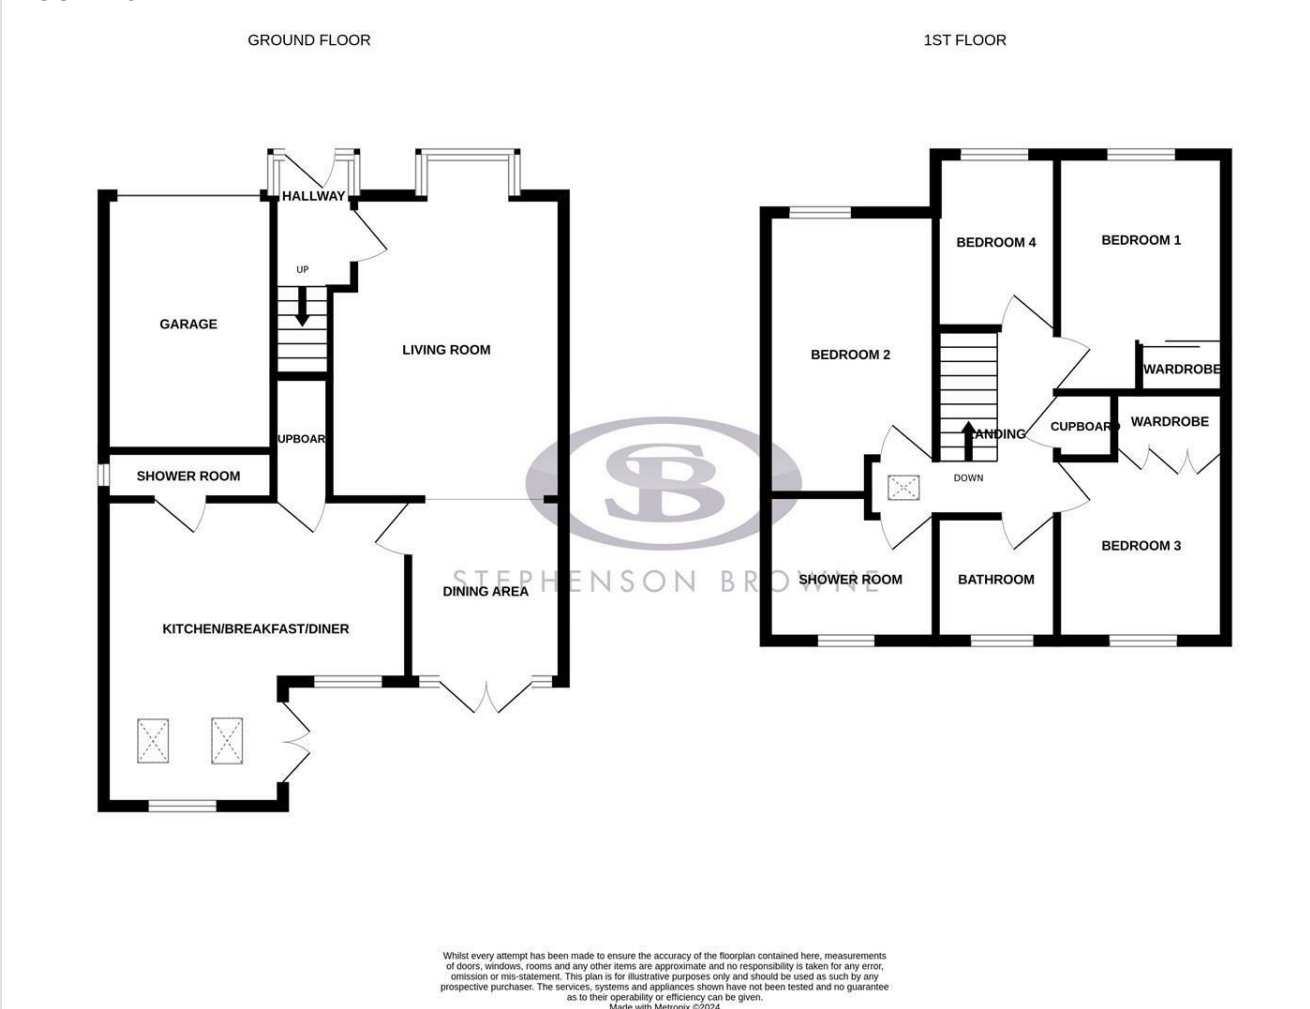 GROUND FLOOR
1ST FLOOR
HALLWAY
UP
GARAGE
LIVING ROOM
UPBOAR
SHOWER ROOM
DINING AREA
KITCHEN/BREAKFAST/DINER
BEDROOM 4
BEDROOM 1
BEDROOM 2
WARDROBE
CUPBOARD
WARDROBE
LANDING
DOWN
BEDROOM 3
SHOWER ROOM
BATHROOM
SB
STEPHENSON BROWNE
Whilst every attempt has been made to ensure the accuracy of the floorplan contained here, measurements
of doors, windows, rooms and any other items are approximate and no responsibility is taken for any error,
omission or mis-statement. This plan is for illustrative purposes only and should be used as such by any
prospective purchaser. The services, systems and appliances shown have not been tested and no guarantee
as to their operability or efficiency can be given.
Made with Metropix ©2024